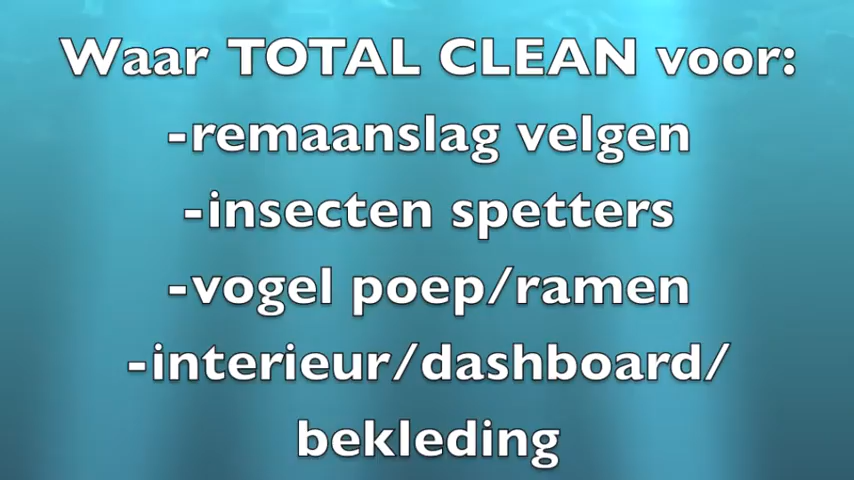 Waar TOTAL CLEAN voor:
-remaanslag velgen
-insecten spetters
-vogel poep/ramen
-interieur/dashboard/
bekleding